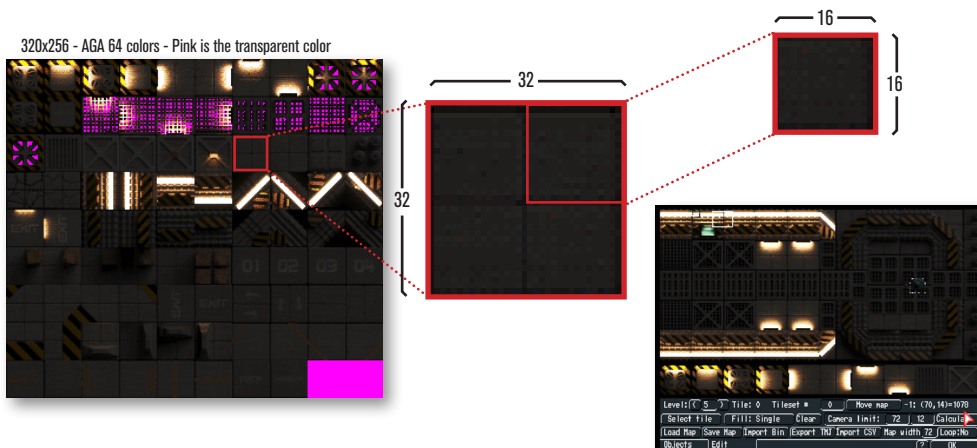 320x256 - AGA 64 colors - Pink is the transparent color
16
16
32
32
EXIT
01 02 03 04
Level:( 5 ) Tile: 0 Tileset # 0 Move map -1: (70,14)=1078
Select tile Fill: Single Clear Camera limit: 72 12 Calcula
Load Map Save Map Import Bin Export TMJ Import CSV Map width 72 Loop:No
Objects Edit (?) OK